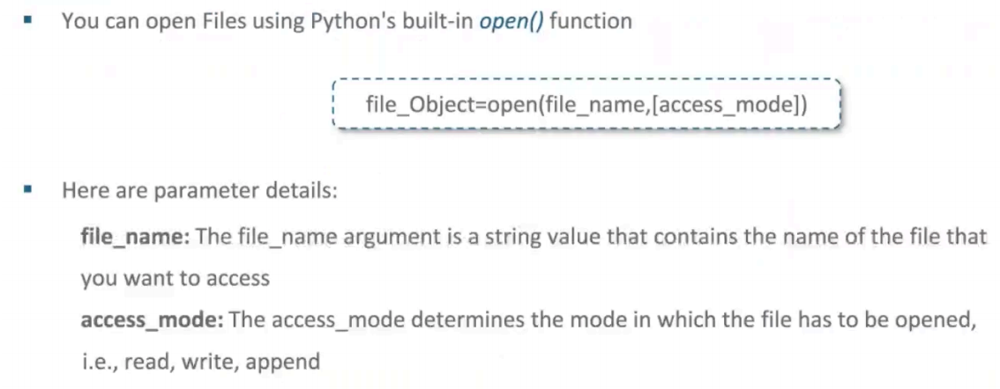 ▪ You can open Files using Python's built-in open() function
file_Object=open(file_name,[access_mode])
▪ Here are parameter details:
file_name: The file_name argument is a string value that contains the name of the file that
you want to access
access_mode: The access_mode determines the mode in which the file has to be opened,
i.e., read, write, append